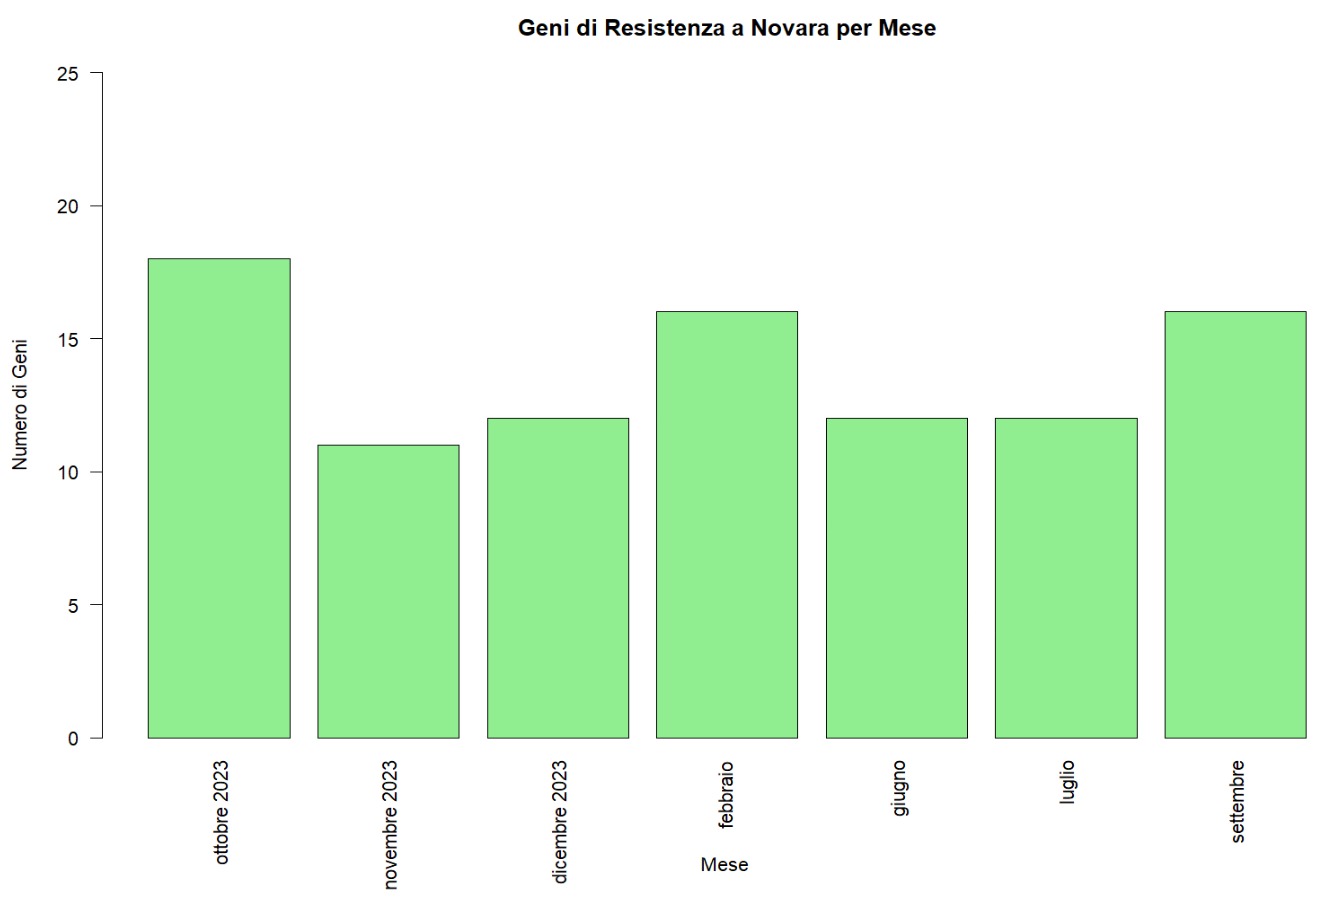 Geni di Resistenza a Novara per Mese
Numero di Geni
25
20
15
10
5
0
ottobre 2023
novembre 2023
dicembre 2023
febbraio
giugno
luglio
settembre
Mese